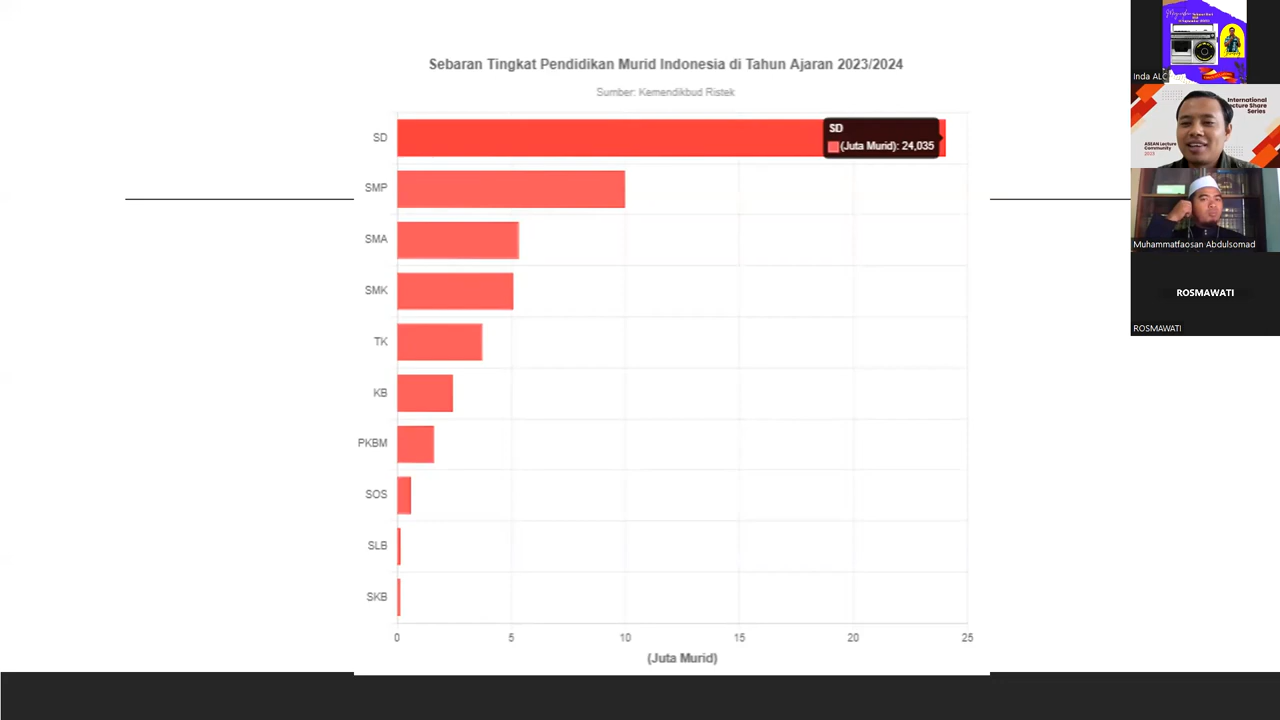 Sebaran Tingkat Pendidikan Murid Indonesia di Tahun Ajaran 2023/2024
Sumber: Kemendikbud Ristek
SD
SD
(Juta Murid): 24,035
SMP
SMA
SMK
TK
KB
PKBM
SOS
SLB
SKB
0 5 10 15 20 25
(Juta Murid)
Inda ALC
International
Lecture Share
Series
ASEAN Lecture
Community
2023
Muhammatfaosan Abdulsomad
ROSMAWATI
ROSMAWATI